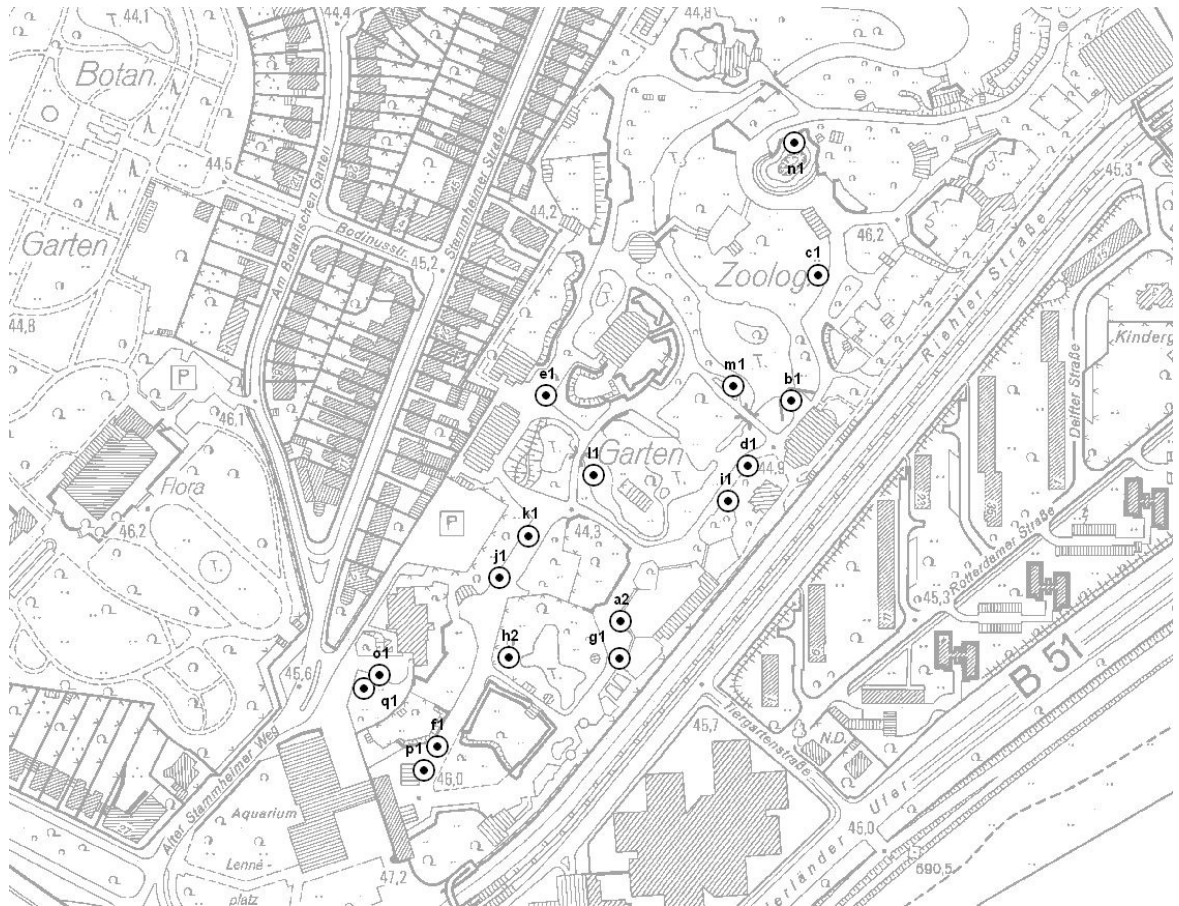 44,1
44,4
44,8
Botan
Garten
44,5
44,2
Am Botanischen Garten
Stammheimer Straße
Bodinusstr.
45,2
44,8
n1
45,3
46,2
c1
Zoolog
Riehler Straße
Kinderg
Delfter Straße
P
46,1
e1
m1
b1
Flora
46,2
T.
l1
Garten
d1
44,9
i1
P
k1
44,3
j1
Rotterdamer Straße
45,3
a2
g1
h2
B 51
o1
45,6
q1
45,7
Tiergartenstraße
N.D.
f1
p1
46,0
Alter Stammheimer Weg
Aquarium
Ufer
Lenné-
platz
47,2
erländer
590,5